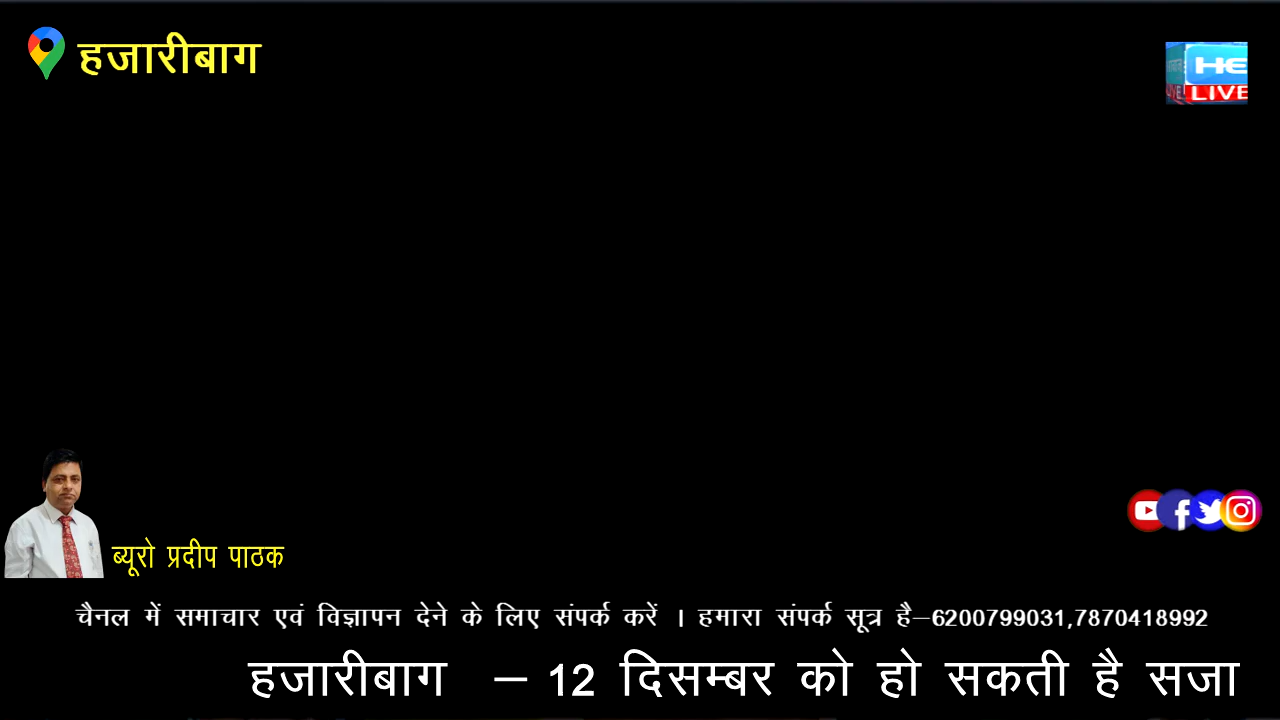 हजारीबाग
HE
LIVE
ब्यूरो प्रदीप पाठक
चैनल में समाचार एवं विज्ञापन देने के लिए संपर्क करें । हमारा संपर्क सूत्र है–6200799031,7870418992
हजारीबाग – 12 दिसम्बर को हो सकती है सजा